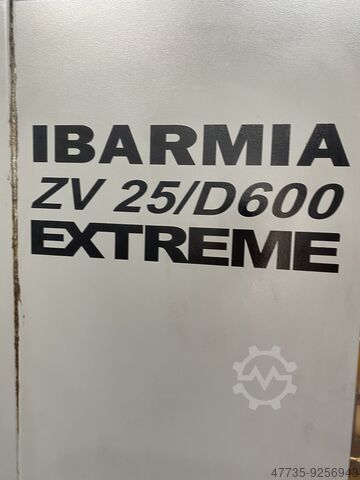 IBARMIA
ZV 25/D600
EXTREME
47735-9256943